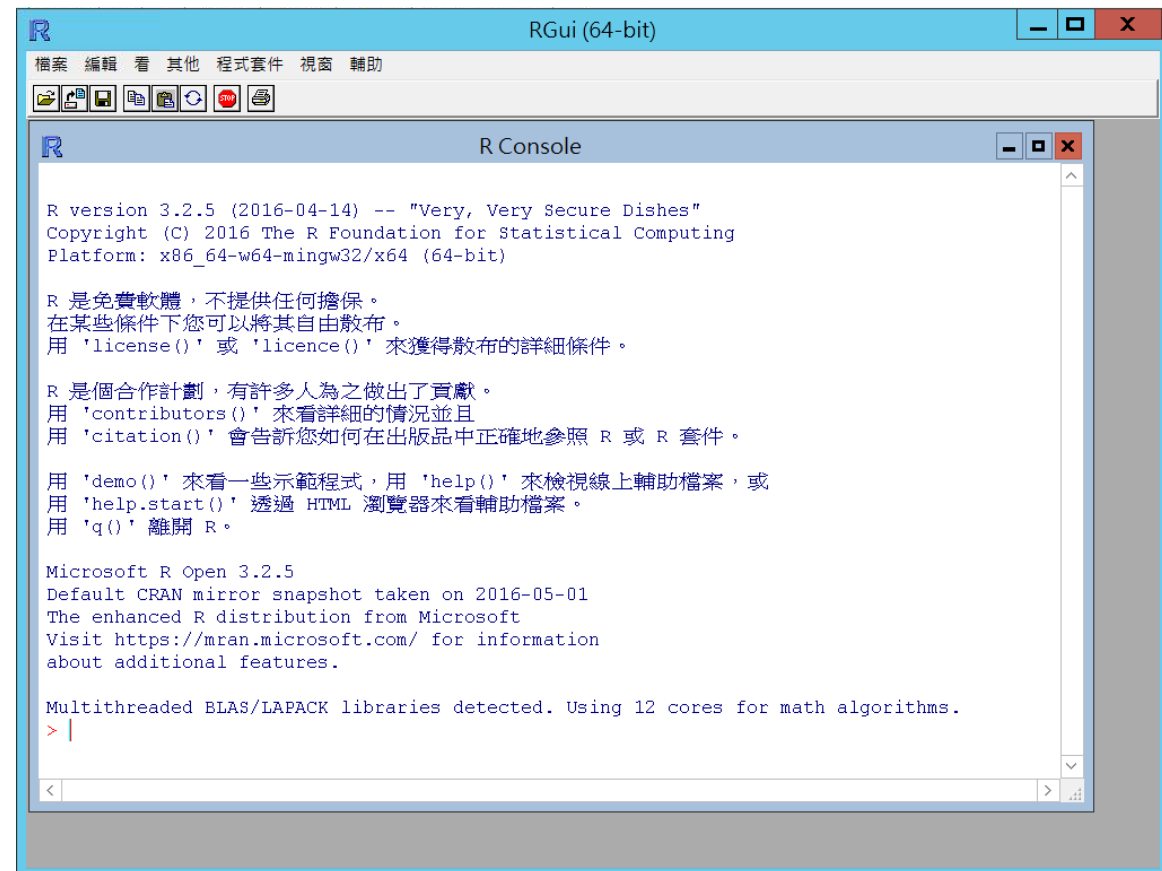 RGui (64-bit)
檔案 編輯 看 其他 程式套件 視窗 輔助
STOP
R Console
R version 3.2.5 (2016-04-14) -- "Very, Very Secure Dishes"
Copyright (C) 2016 The R Foundation for Statistical Computing
Platform: x86_64-w64-mingw32/x64 (64-bit)
R 是免費軟體，不提供任何擔保。
在某些條件下您可以將其自由散布。
用 'license()' 或 'licence()' 來獲得散布的詳細條件。
R 是個合作計劃，有許多人為之做出了貢獻。
用 'contributors()' 來看詳細的情況並且
用 'citation()' 會告訴您如何在出版品中正確地參照 R 或 R 套件。
用 'demo()' 來看一些示範程式，用 'help()' 來檢視線上輔助檔案，或
用 'help.start()' 透過 HTML 瀏覽器來看輔助檔案。
用 'q()' 離開 R。
Microsoft R Open 3.2.5
Default CRAN mirror snapshot taken on 2016-05-01
The enhanced R distribution from Microsoft
Visit https://mran.microsoft.com/ for information
about additional features.
Multithreaded BLAS/LAPACK libraries detected. Using 12 cores for math algorithms.
>